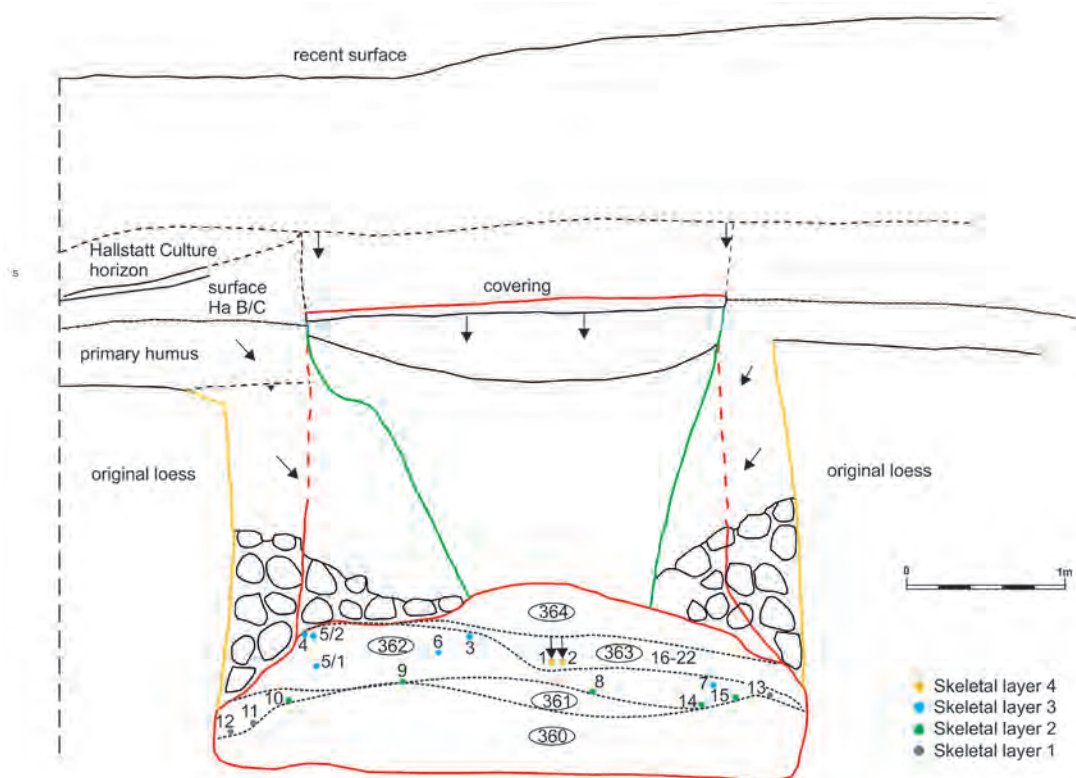 recent surface
Hallstatt Culture
horizon
s
surface
Ha B/C
covering
primary humus
original loess
original loess
0 1m
364
4 5/2
362
6
3
363 16-22
1 2
5/1
9
8
7
13
10
361
14 15
11
12
360
Skeletal layer 4
Skeletal layer 3
Skeletal layer 2
Skeletal layer 1